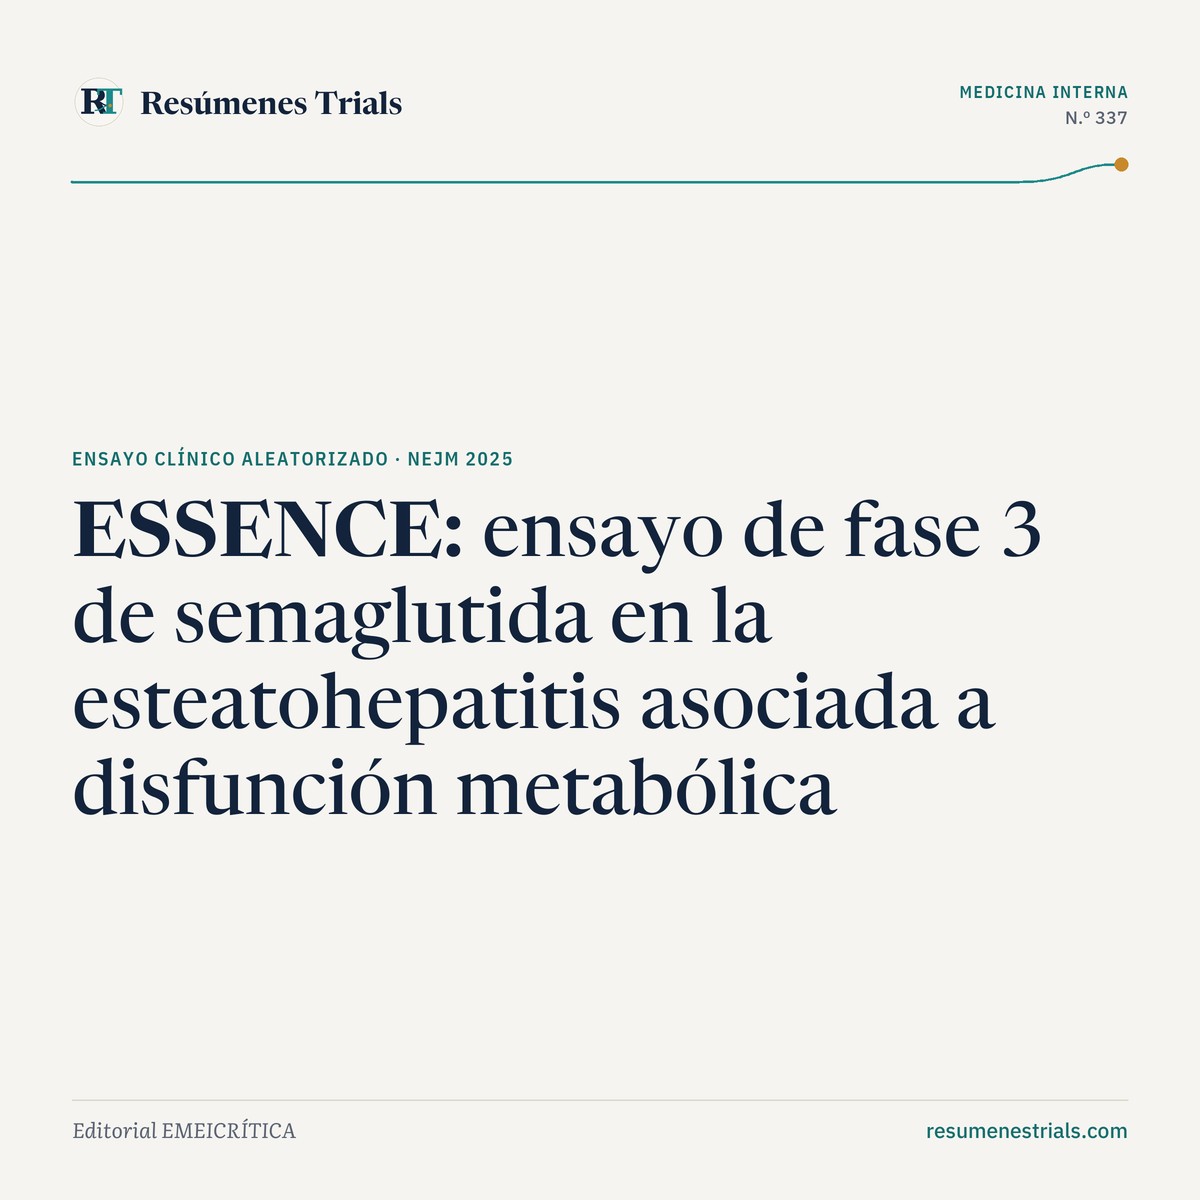 RT Resúmenes Trials
MEDICINA INTERNA
N.º 337
ENSAYO CLÍNICO ALEATORIZADO · NEJM 2025
ESSENCE: ensayo de fase 3
de semaglutida en la
esteatohepatitis asociada a
disfunción metabólica
Editorial EMEICRÍTICA
resumenestrials.com